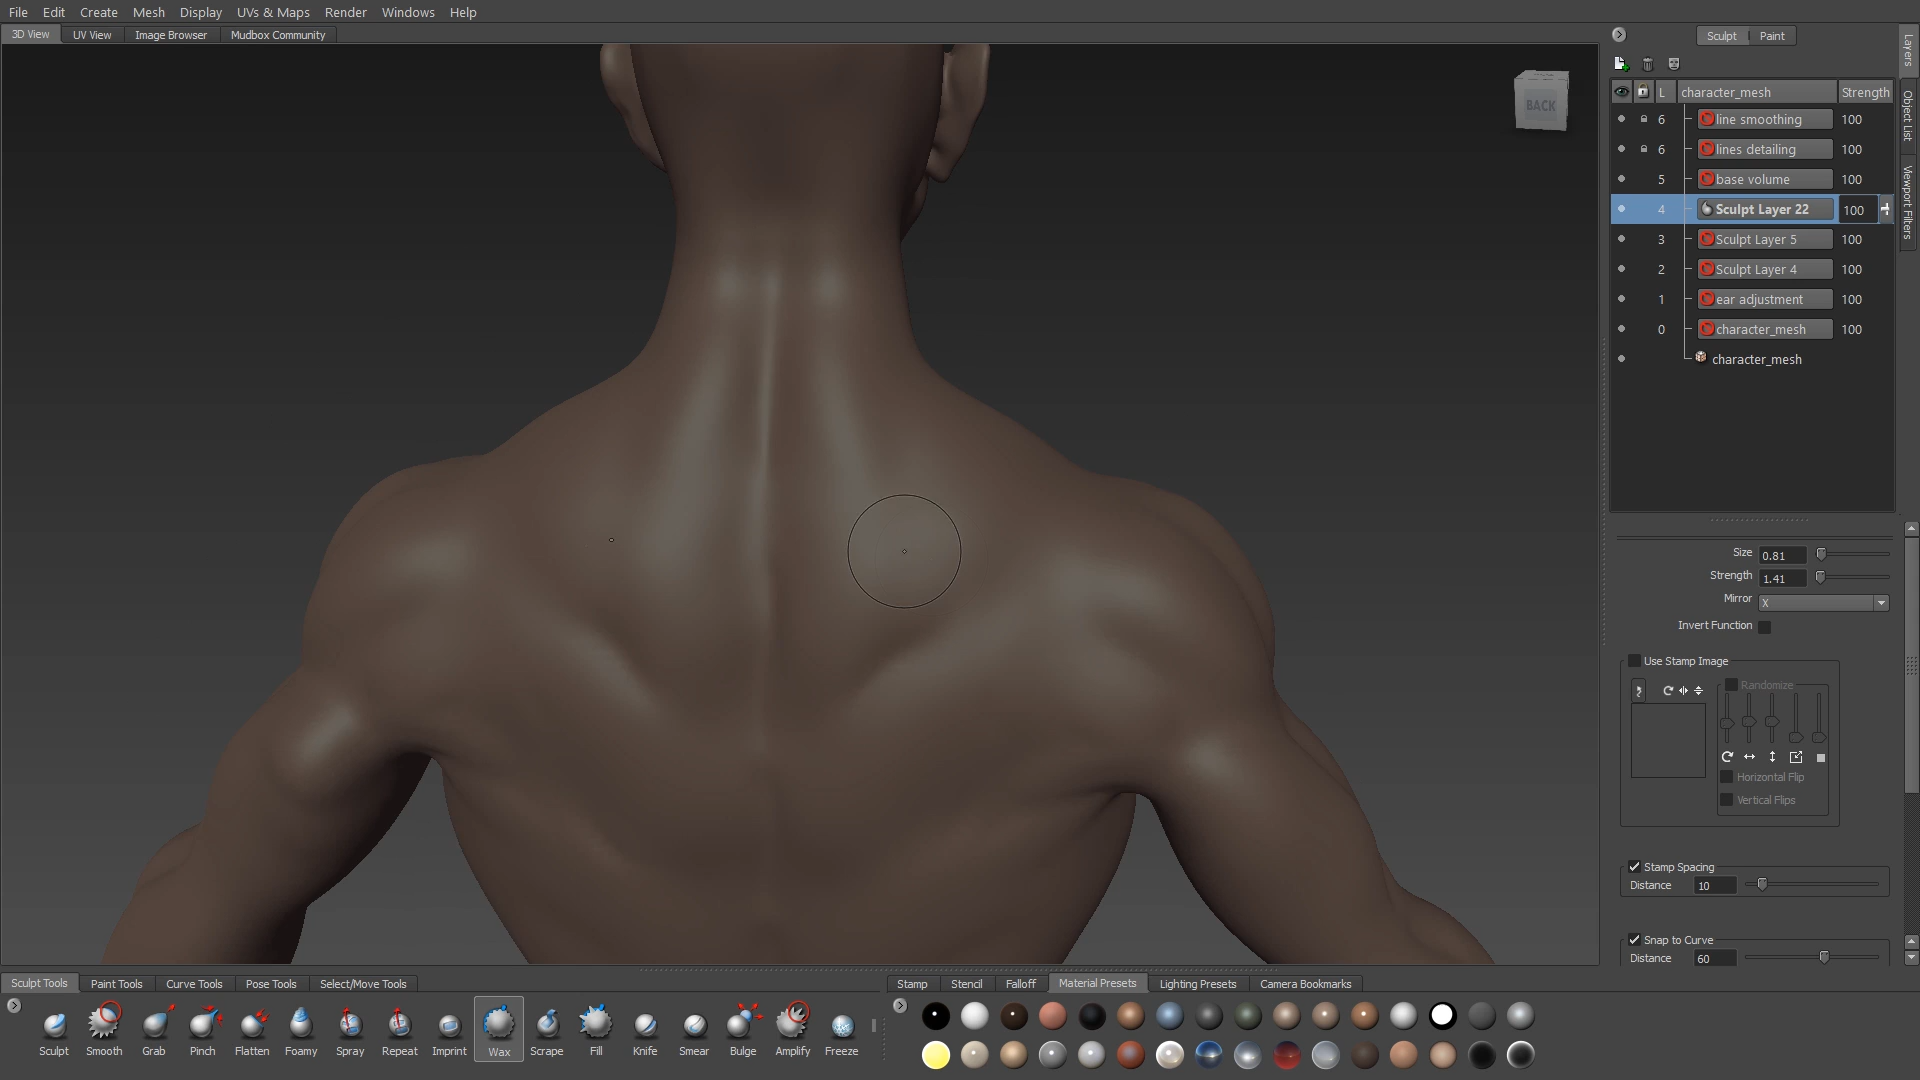 File Edit Create Mesh Display UVs & Maps Render Windows Help
3D View UV View Image Browser Mudbox Community
BACK
Sculpt Paint
L character_mesh Strength
6 line smoothing 100
6 lines detailing 100
5 base volume 100
4 Sculpt Layer 22 100
3 Sculpt Layer 5 100
2 Sculpt Layer 4 100
1 ear adjustment 100
0 character_mesh 100
character_mesh
Layers
Object List
Viewport Filters
Size 0.81
Strength 1.41
Mirror X
Invert Function
Use Stamp Image
Randomize
Horizontal Flip
Vertical Flips
Stamp Spacing
Distance 10
Snap to Curve
Distance 60
Sculpt Tools Paint Tools Curve Tools Pose Tools Select/Move Tools
Sculpt Smooth Grab Pinch Flatten Foamy Spray Repeat Imprint Wax Scrape Fill Knife Smear Bulge Amplify Freeze
Stamp Stencil Falloff Material Presets Lighting Presets Camera Bookmarks